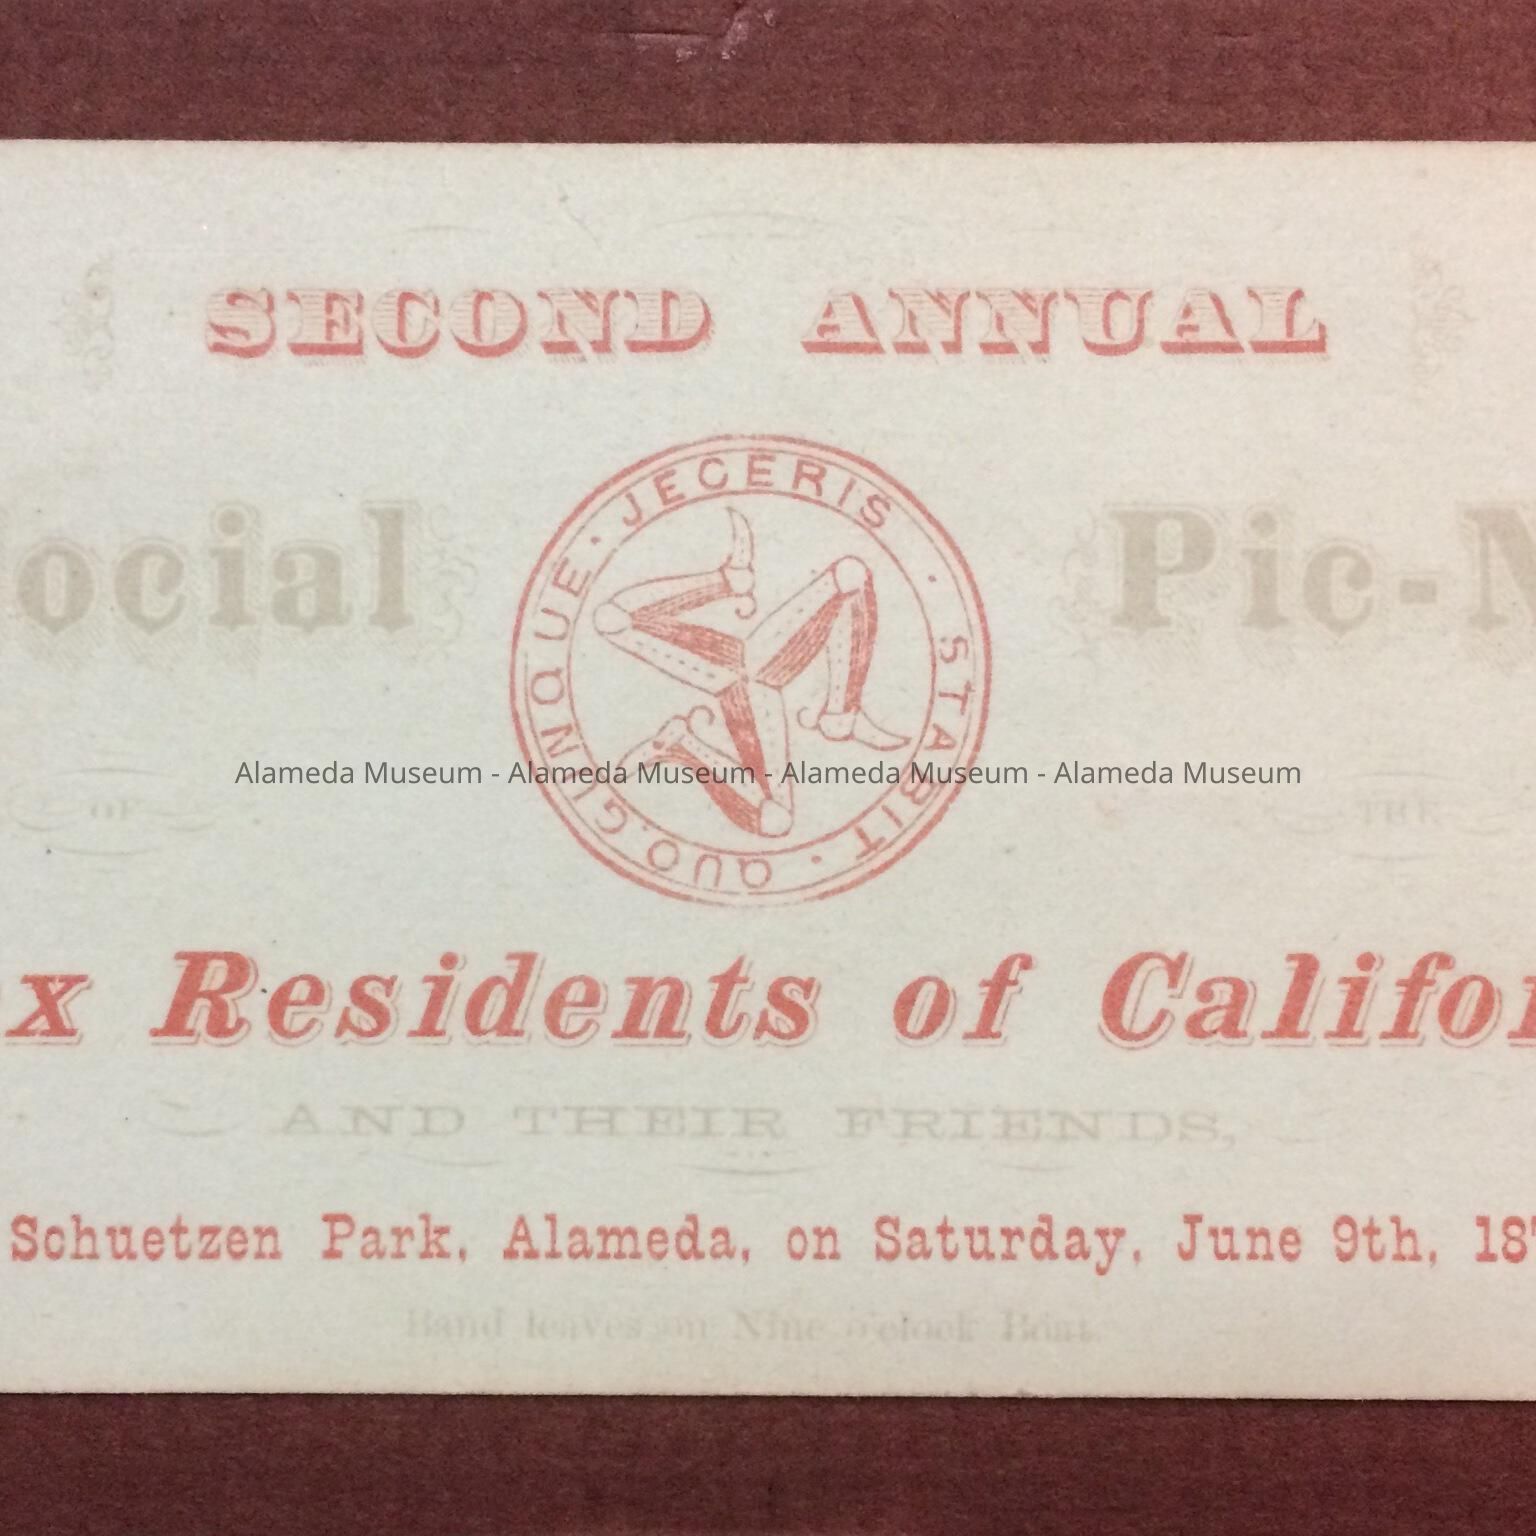 SECOND ANNUAL
QUOCUNQUE · JECERIS · STABIT ·
ocial Pic-N
Alameda Museum - Alameda Museum - Alameda Museum - Alameda Museum
OF THE
x Residents of Califor
AND THEIR FRIENDS,
Schuetzen Park, Alameda, on Saturday, June 9th, 187
Band leaves on Nine o'clock Boat.